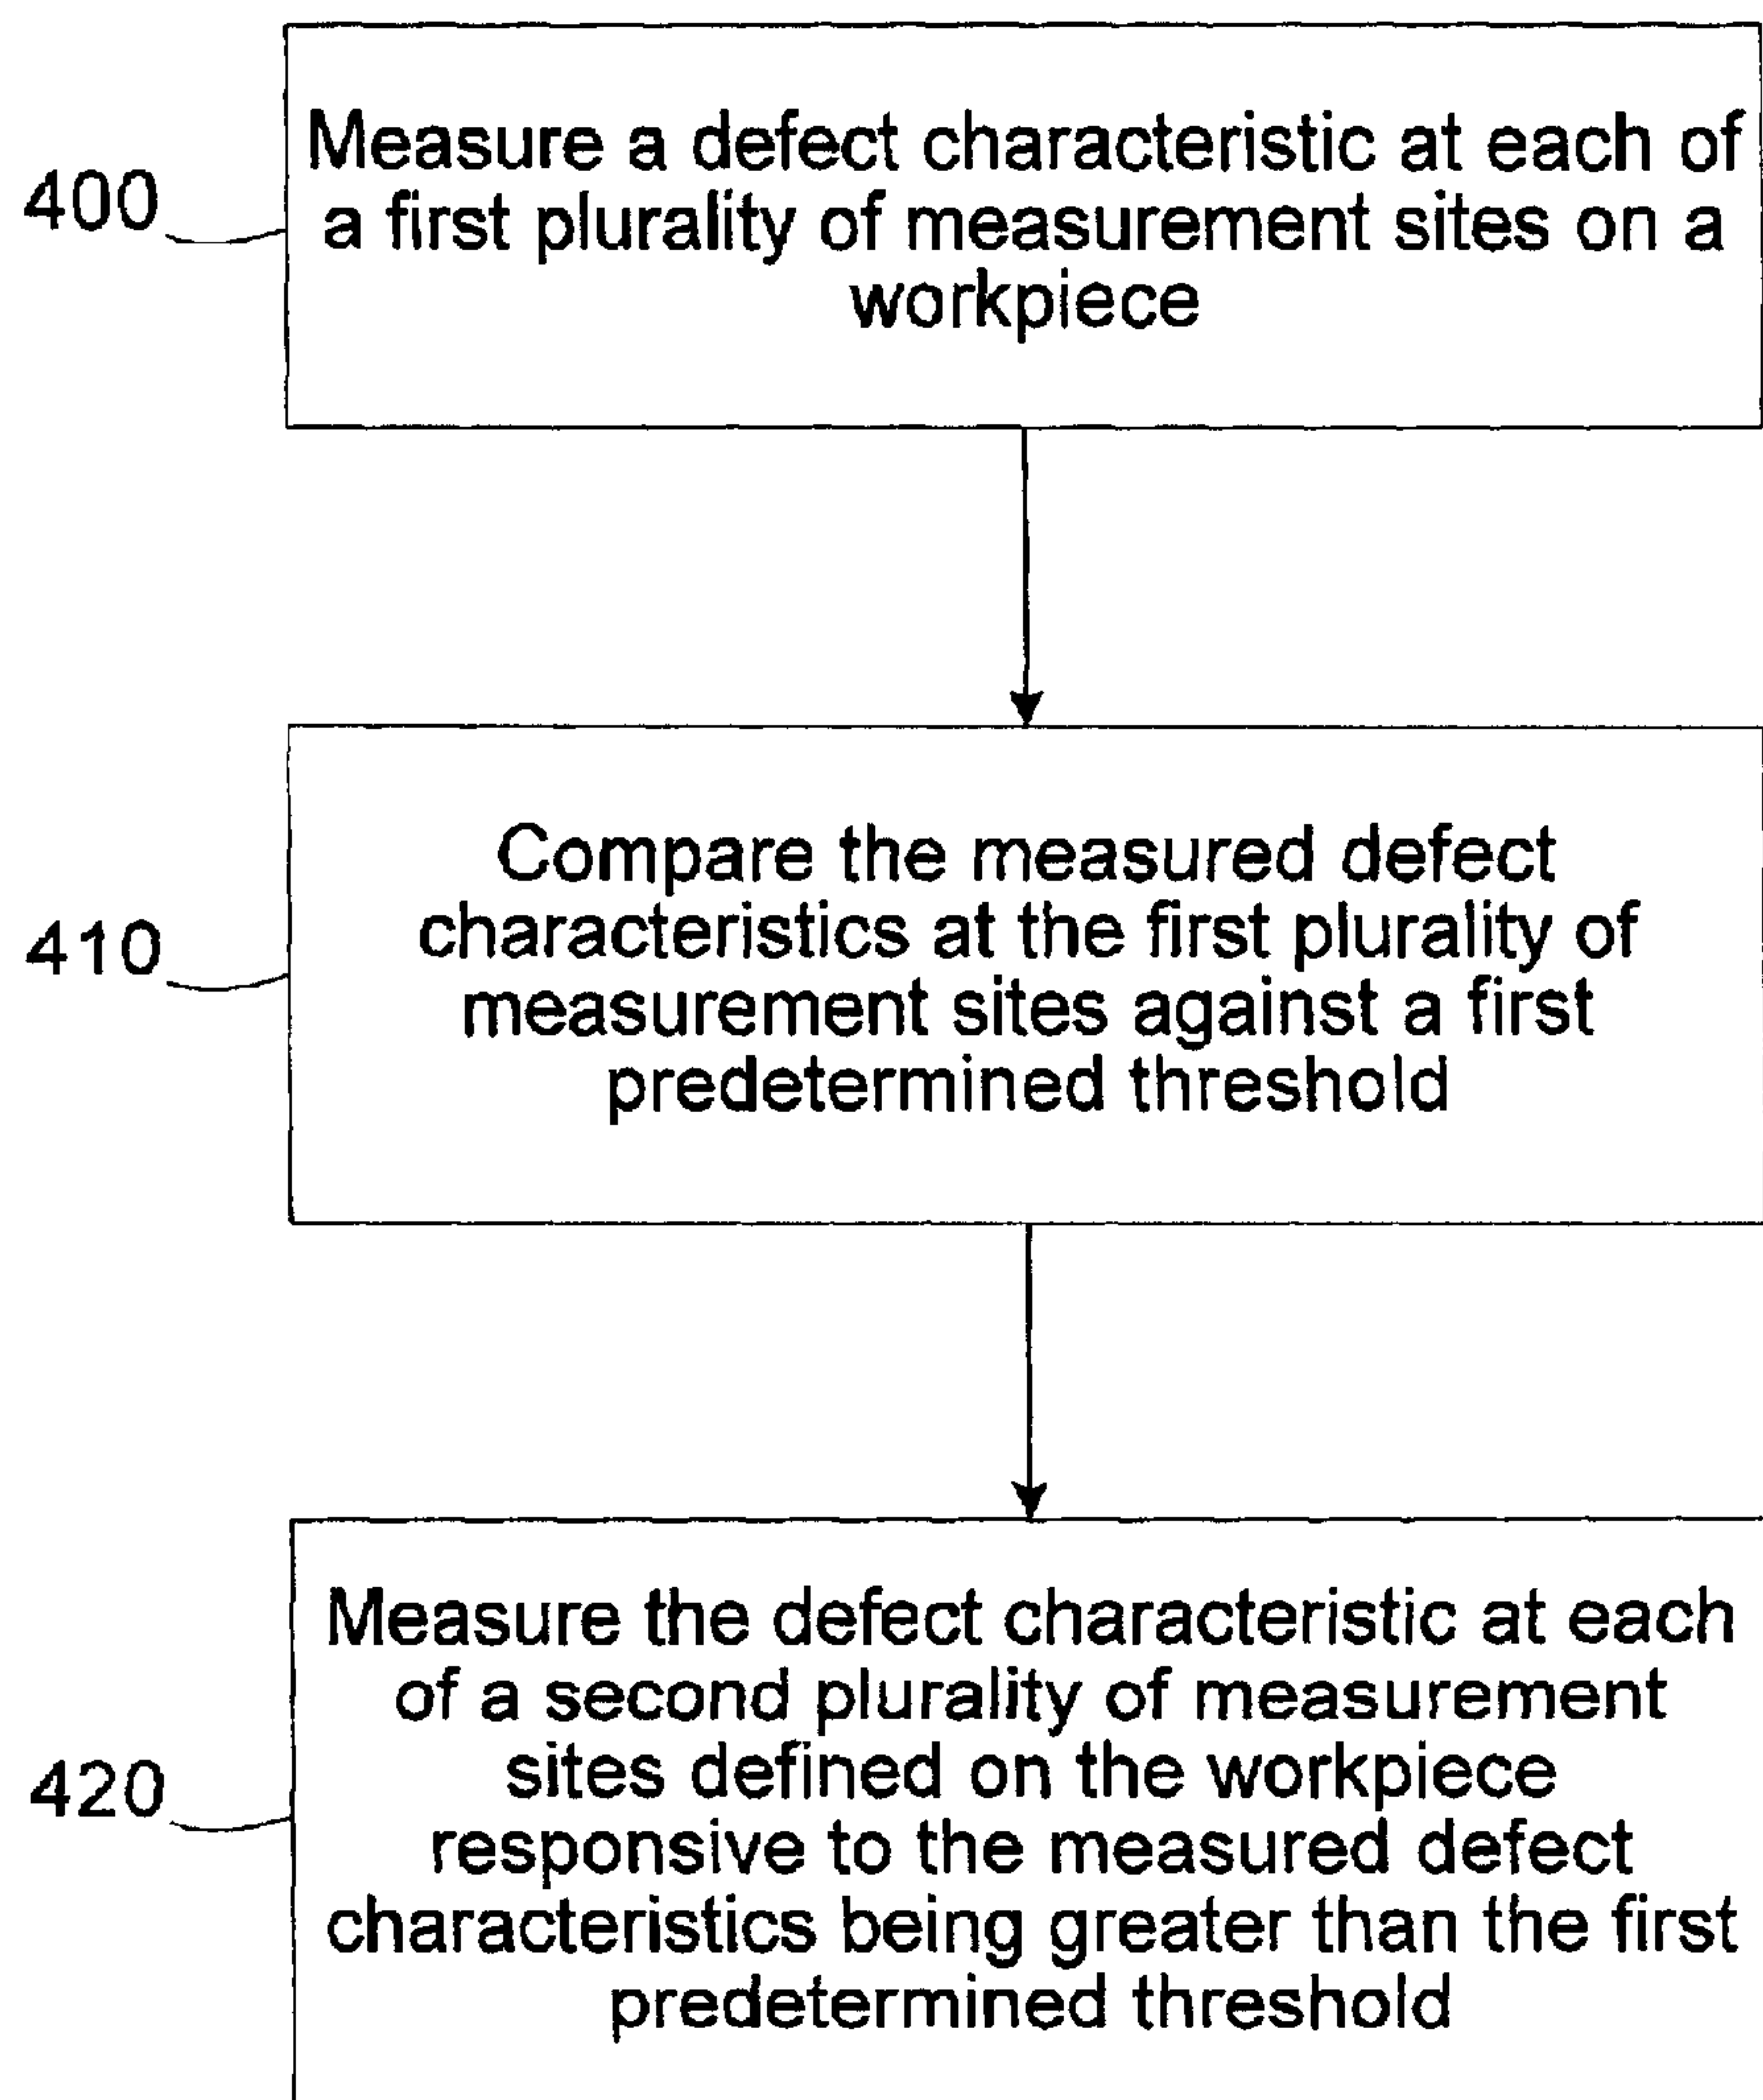 Measure a defect characteristic at each of
400
a first plurality of measurement sites on a
workpiece
Compare the measured defect
characteristics at the first plurality of
410
measurement sites against a first
predetermined threshold
Measure the defect characteristic at each
of a second plurality of measurement
sites defined on the workpiece
420
responsive to the measured defect
characteristics being greater than the first
predetermined threshold